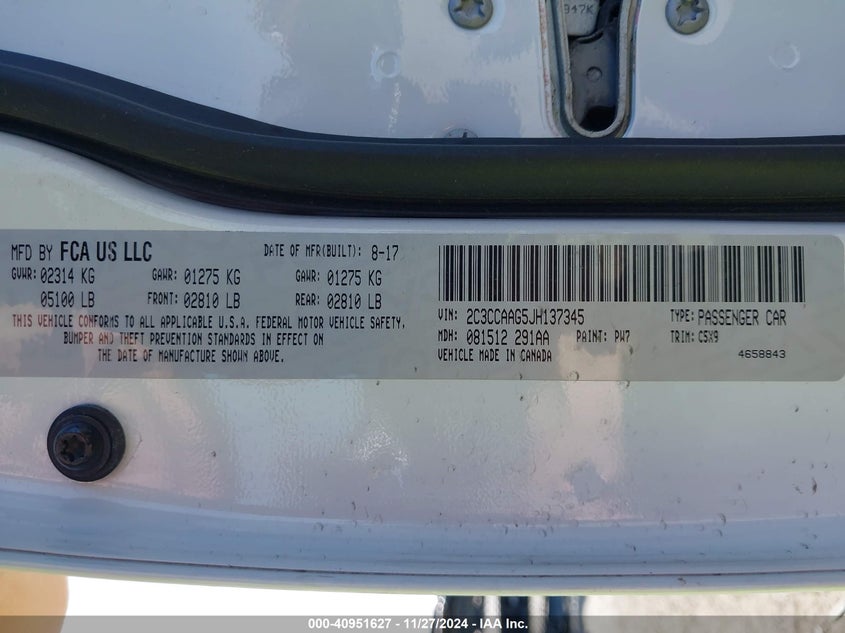 947K
MFD BY FCA US LLC DATE OF MFR(BUILT): 8-17
GVWR: 02314 KG GAWR: 01275 KG GAWR: 01275 KG
05100 LB FRONT: 02810 LB REAR: 02810 LB
THIS VEHICLE CONFORMS TO ALL APPLICABLE U.S.A. FEDERAL MOTOR VEHICLE SAFETY,
BUMPER AND THEFT PREVENTION STANDARDS IN EFFECT ON
THE DATE OF MANUFACTURE SHOWN ABOVE.
VIN: 2C3CCAAG5JH137345 TYPE: PASSENGER CAR
MDH: 081512 291AA PAINT: PW7 TRIM: C5X9
VEHICLE MADE IN CANADA 4658843
000-40951627 - 11/27/2024 - IAA Inc.